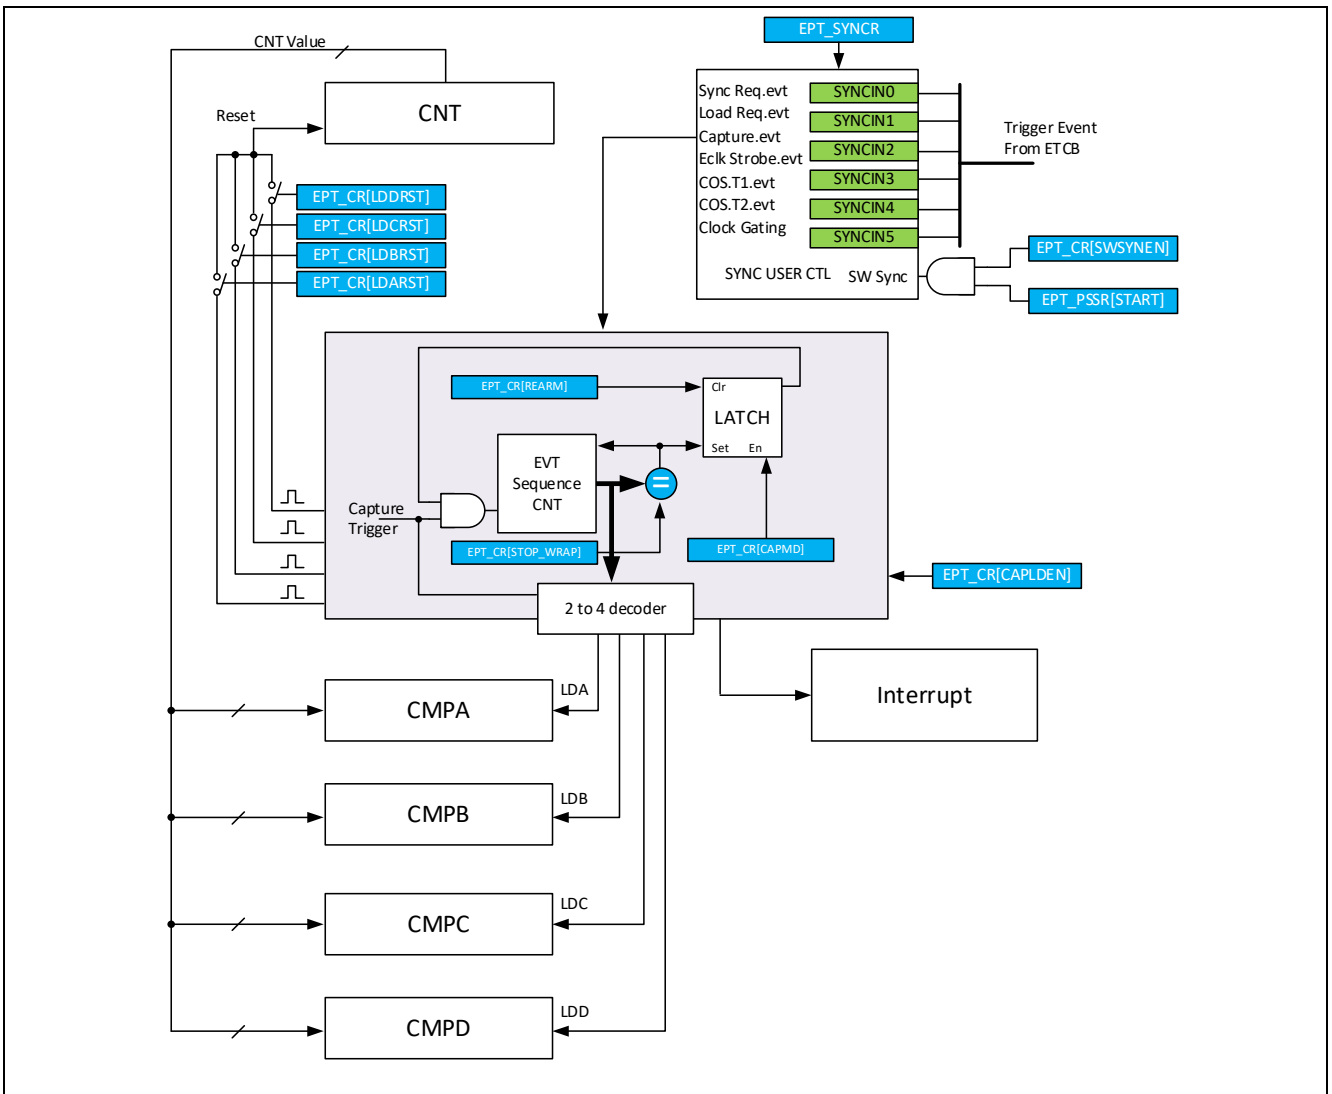 EPT_SYNCR
CNT Value
CNT
Reset
Sync Req.evt
Load Req.evt
Capture.evt
Eclk Strobe.evt
COS.T1.evt
COS.T2.evt
Clock Gating
SYNCIN0
SYNCIN1
SYNCIN2
SYNCIN3
SYNCIN4
SYNCIN5
Trigger Event
From ETCB
SYNC USER CTL
SW Sync
EPT_CR[SWSYNEN]
EPT_PSSR[START]
EPT_CR[LDDRST]
EPT_CR[LDCRST]
EPT_CR[LDBRST]
EPT_CR[LDARST]
EPT_CR[REARM]
Clr
LATCH
Set En
EVT
Sequence
CNT
=
Capture
Trigger
EPT_CR[STOP_WRAP]
EPT_CR[CAPMD]
EPT_CR[CAPLDEN]
2 to 4 decoder
Interrupt
LDA
CMPA
LDB
CMPB
LDC
CMPC
LDD
CMPD